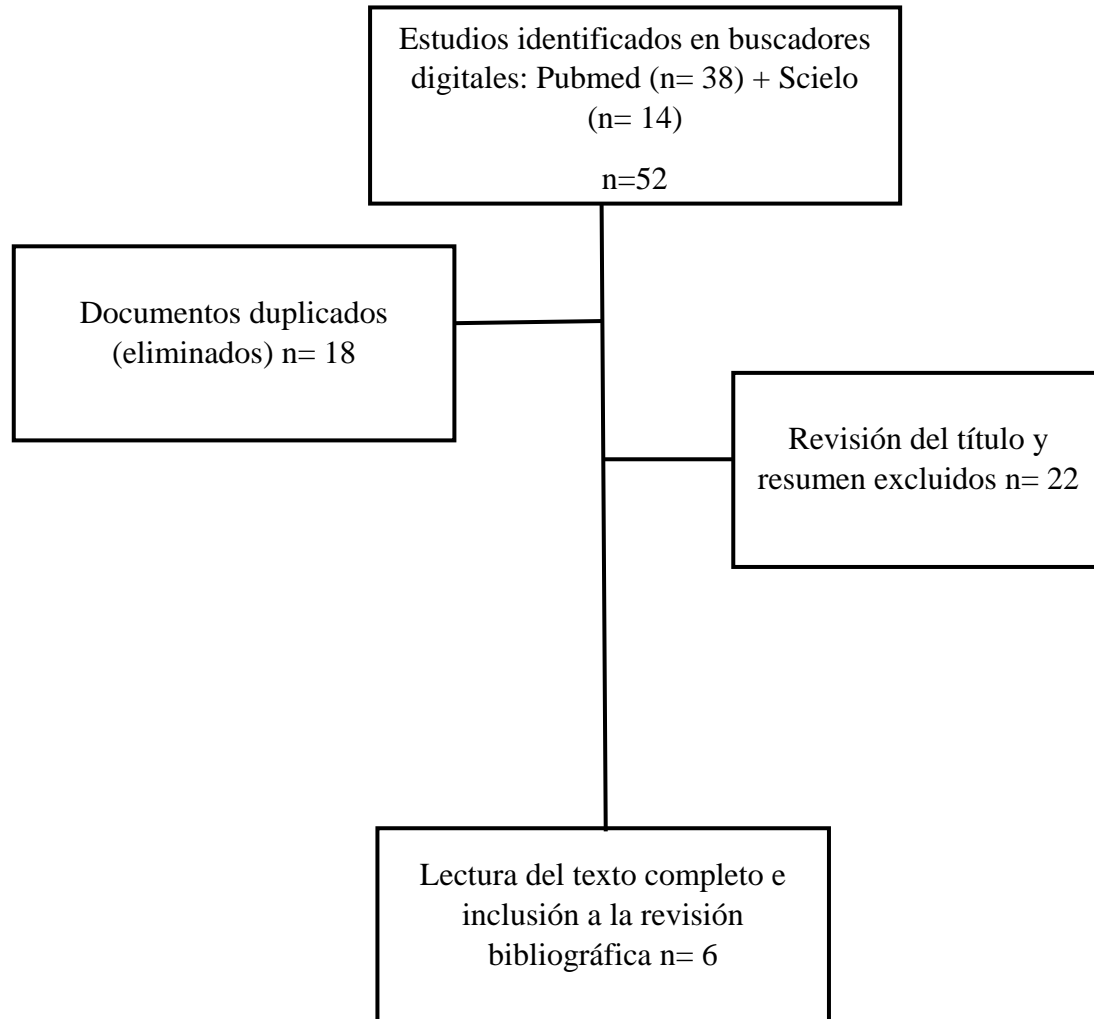 Estudios identificados en buscadores
digitales: Pubmed (n= 38) + Scielo
(n= 14)
n=52
Documentos duplicados
(eliminados) n= 18
Revisión del título y
resumen excluidos n= 22
Lectura del texto completo e
inclusión a la revisión
bibliográfica n= 6